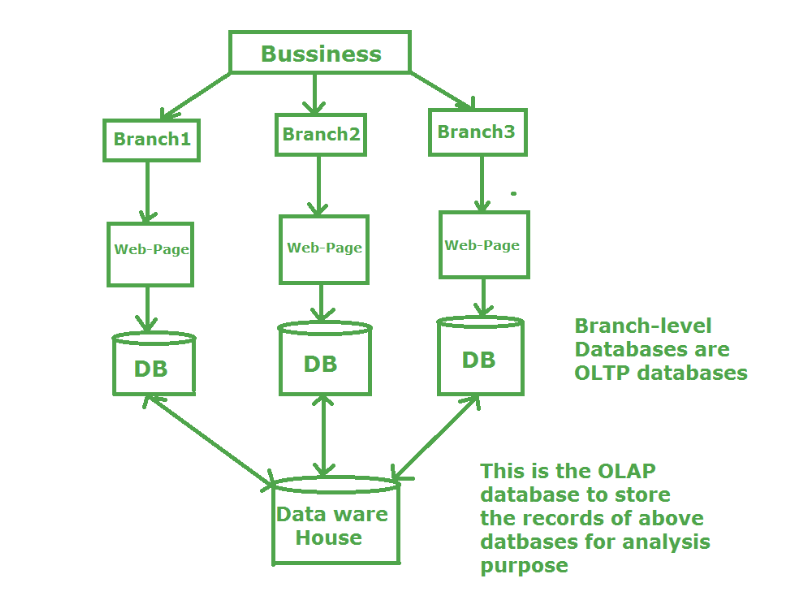 Bussiness
Branch1
Branch2
Branch3
Web-Page
Web-Page
Web-Page
DB
DB
DB
Branch-level
Databases are
OLTP databases
Data ware
House
This is the OLAP
database to store
the records of above
datbases for analysis
purpose